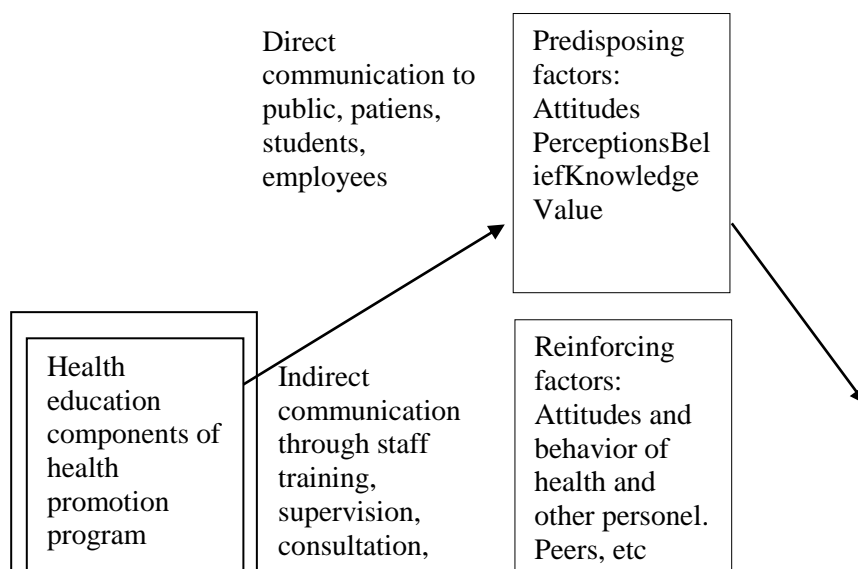 Direct
communication to
public, patiens,
students,
employees
Predisposing
factors:
Attitudes
PerceptionsBel
iefKnowledge
Value
Health
education
components of
health
promotion
program
Indirect
communication
through staff
training,
supervision,
consultation,
Reinforcing
factors:
Attitudes and
behavior of
health and
other personel.
Peers, etc